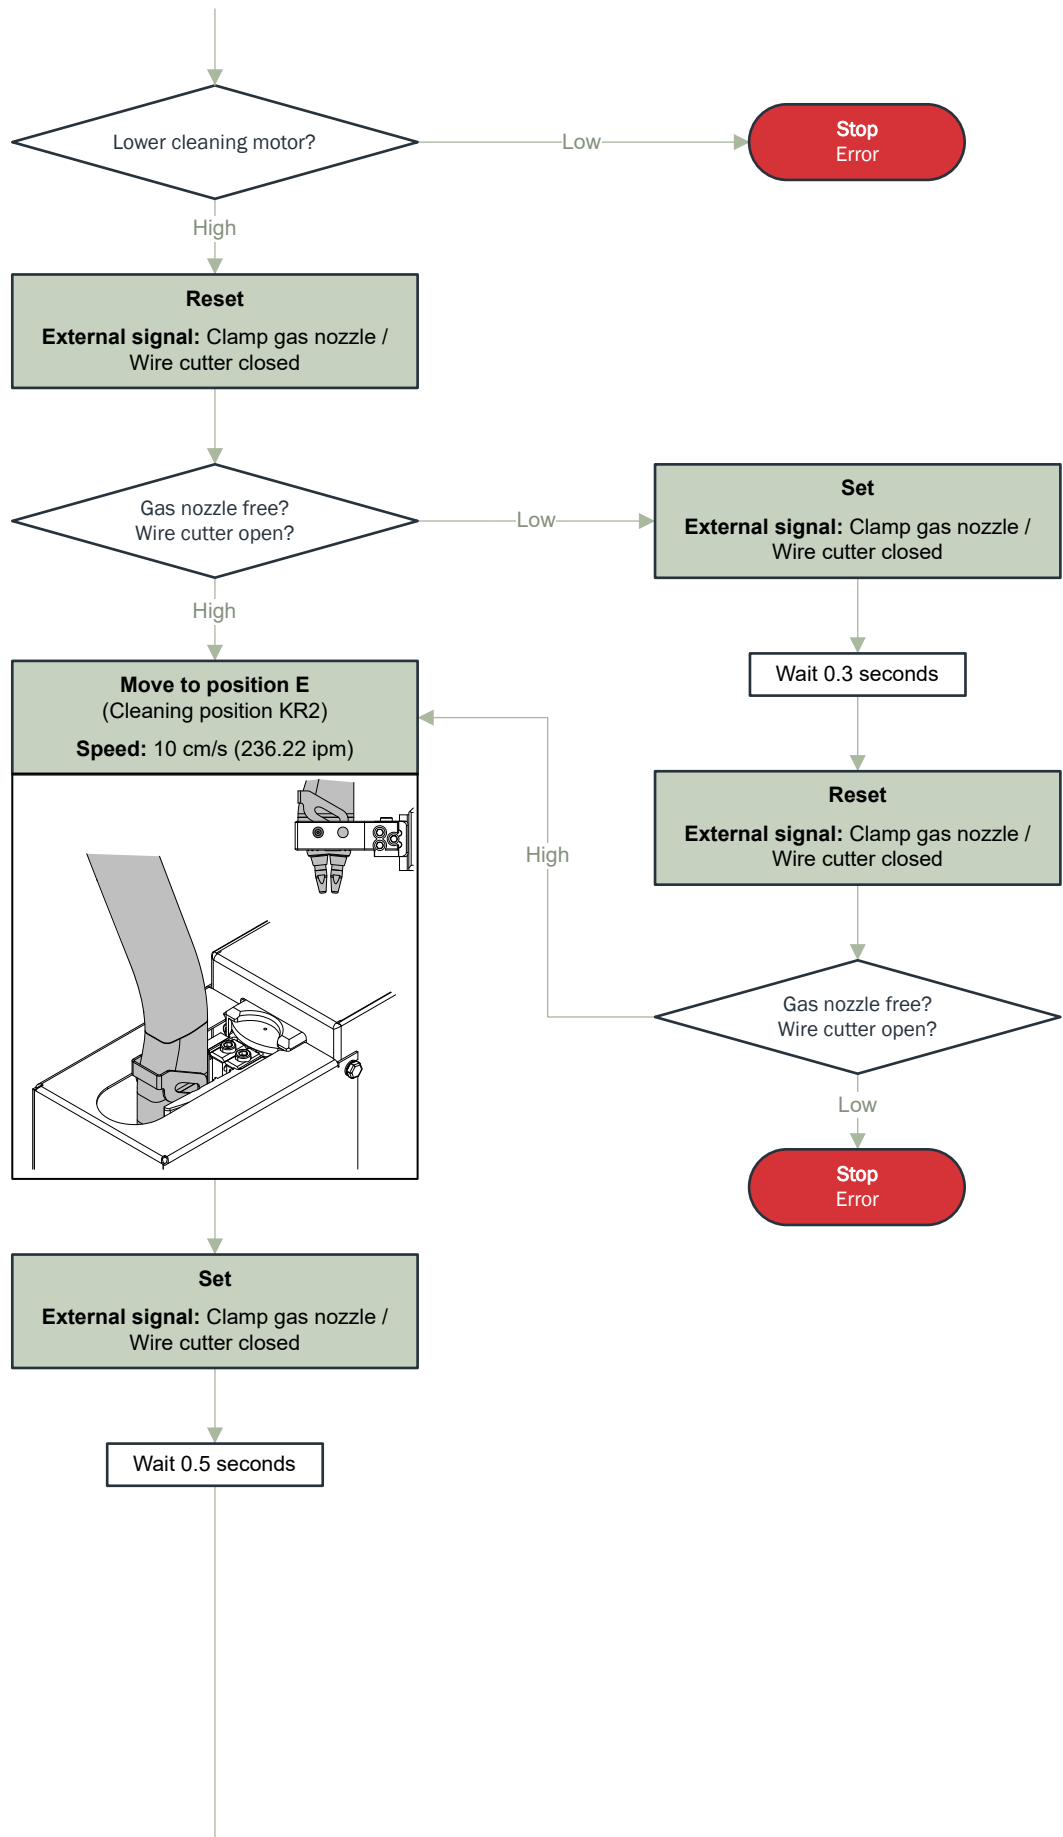 Lower cleaning motor?
Low
Stop
Error
High
Reset
External signal: Clamp gas nozzle /
Wire cutter closed
Gas nozzle free?
Wire cutter open?
Low
Set
External signal: Clamp gas nozzle /
Wire cutter closed
High
Wait 0.3 seconds
Move to position E
(Cleaning position KR2)
Speed: 10 cm/s (236.22 ipm)
Reset
External signal: Clamp gas nozzle /
Wire cutter closed
High
Gas nozzle free?
Wire cutter open?
Low
Stop
Error
Set
External signal: Clamp gas nozzle /
Wire cutter closed
Wait 0.5 seconds